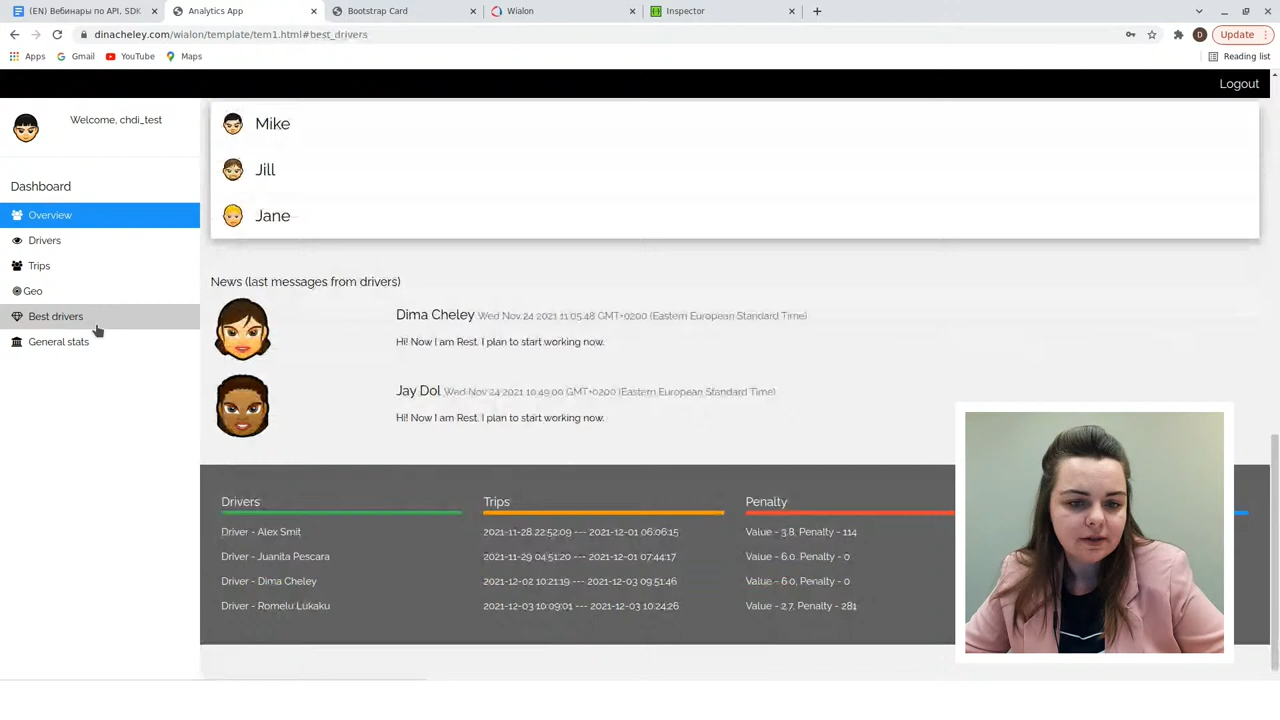 (EN) Вебинары по API, SDK
Analytics App
Bootstrap Card
Wialon
Inspector
dinacheley.com/wialon/template/tem1.html#best_drivers
Update
Apps
Gmail
YouTube
Maps
Reading list
Logout
Welcome, chdi_test
Dashboard
Overview
Drivers
Trips
Geo
Best drivers
General stats
Mike
Jill
Jane
News (last messages from drivers)
Dima Cheley Wed Nov 24 2021 11:05:48 GMT+0200 (Eastern European Standard Time)
Hi! Now I am Rest. I plan to start working now.
Jay Dol Wed Nov 24 2021 10:49:00 GMT+0200 (Eastern European Standard Time)
Hi! Now I am Rest. I plan to start working now.
Drivers
Driver - Alex Smit
Driver - Juanita Pescara
Driver - Dima Cheley
Driver - Romelu Lukaku
Trips
2021-11-28 22:52:09 --- 2021-12-01 06:06:15
2021-11-29 04:51:20 --- 2021-12-01 07:44:17
2021-12-02 10:21:19 --- 2021-12-03 09:51:46
2021-12-03 10:09:01 --- 2021-12-03 10:24:26
Penalty
Value - 3.8, Penalty - 114
Value - 6.0, Penalty - 0
Value - 6.0, Penalty - 0
Value - 2.7, Penalty - 281